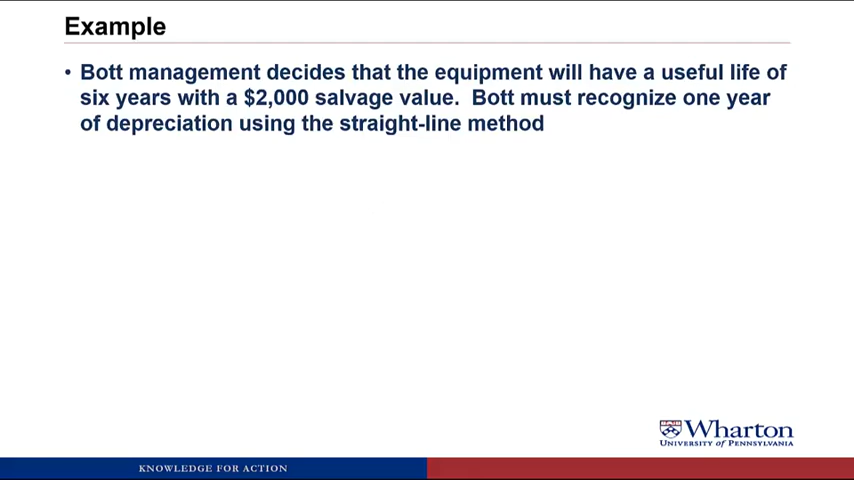 Example
• Bott management decides that the equipment will have a useful life of
six years with a $2,000 salvage value.  Bott must recognize one year
of depreciation using the straight-line method
Wharton
UNIVERSITY of PENNSYLVANIA
KNOWLEDGE FOR ACTION